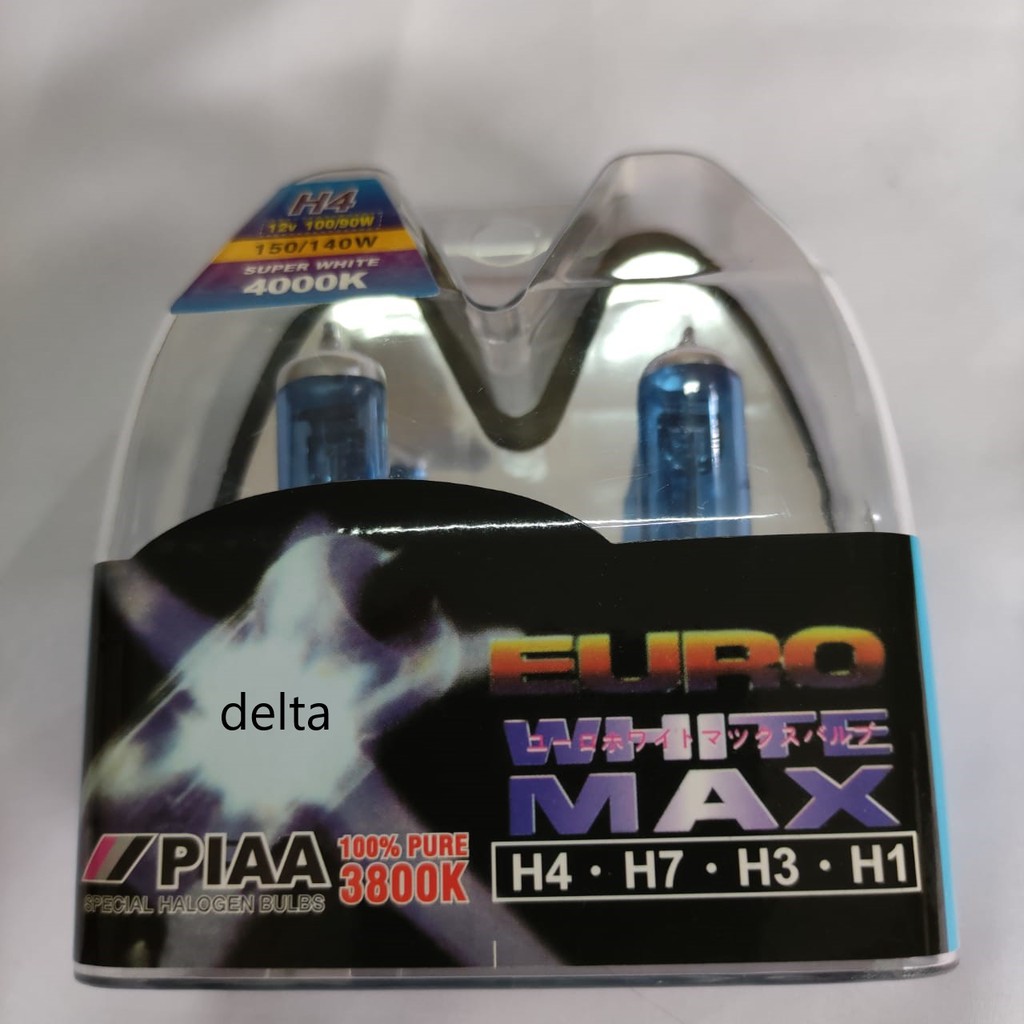 H4
12v 100/90W
150/140W
SUPER WHITE
4000K
delta
EURO
WHITE
ユーロホワイトマックスバルブ
MAX
PIAA
SPECIAL HALOGEN BULBS
100% PURE
3800K
H4・H7・H3・H1